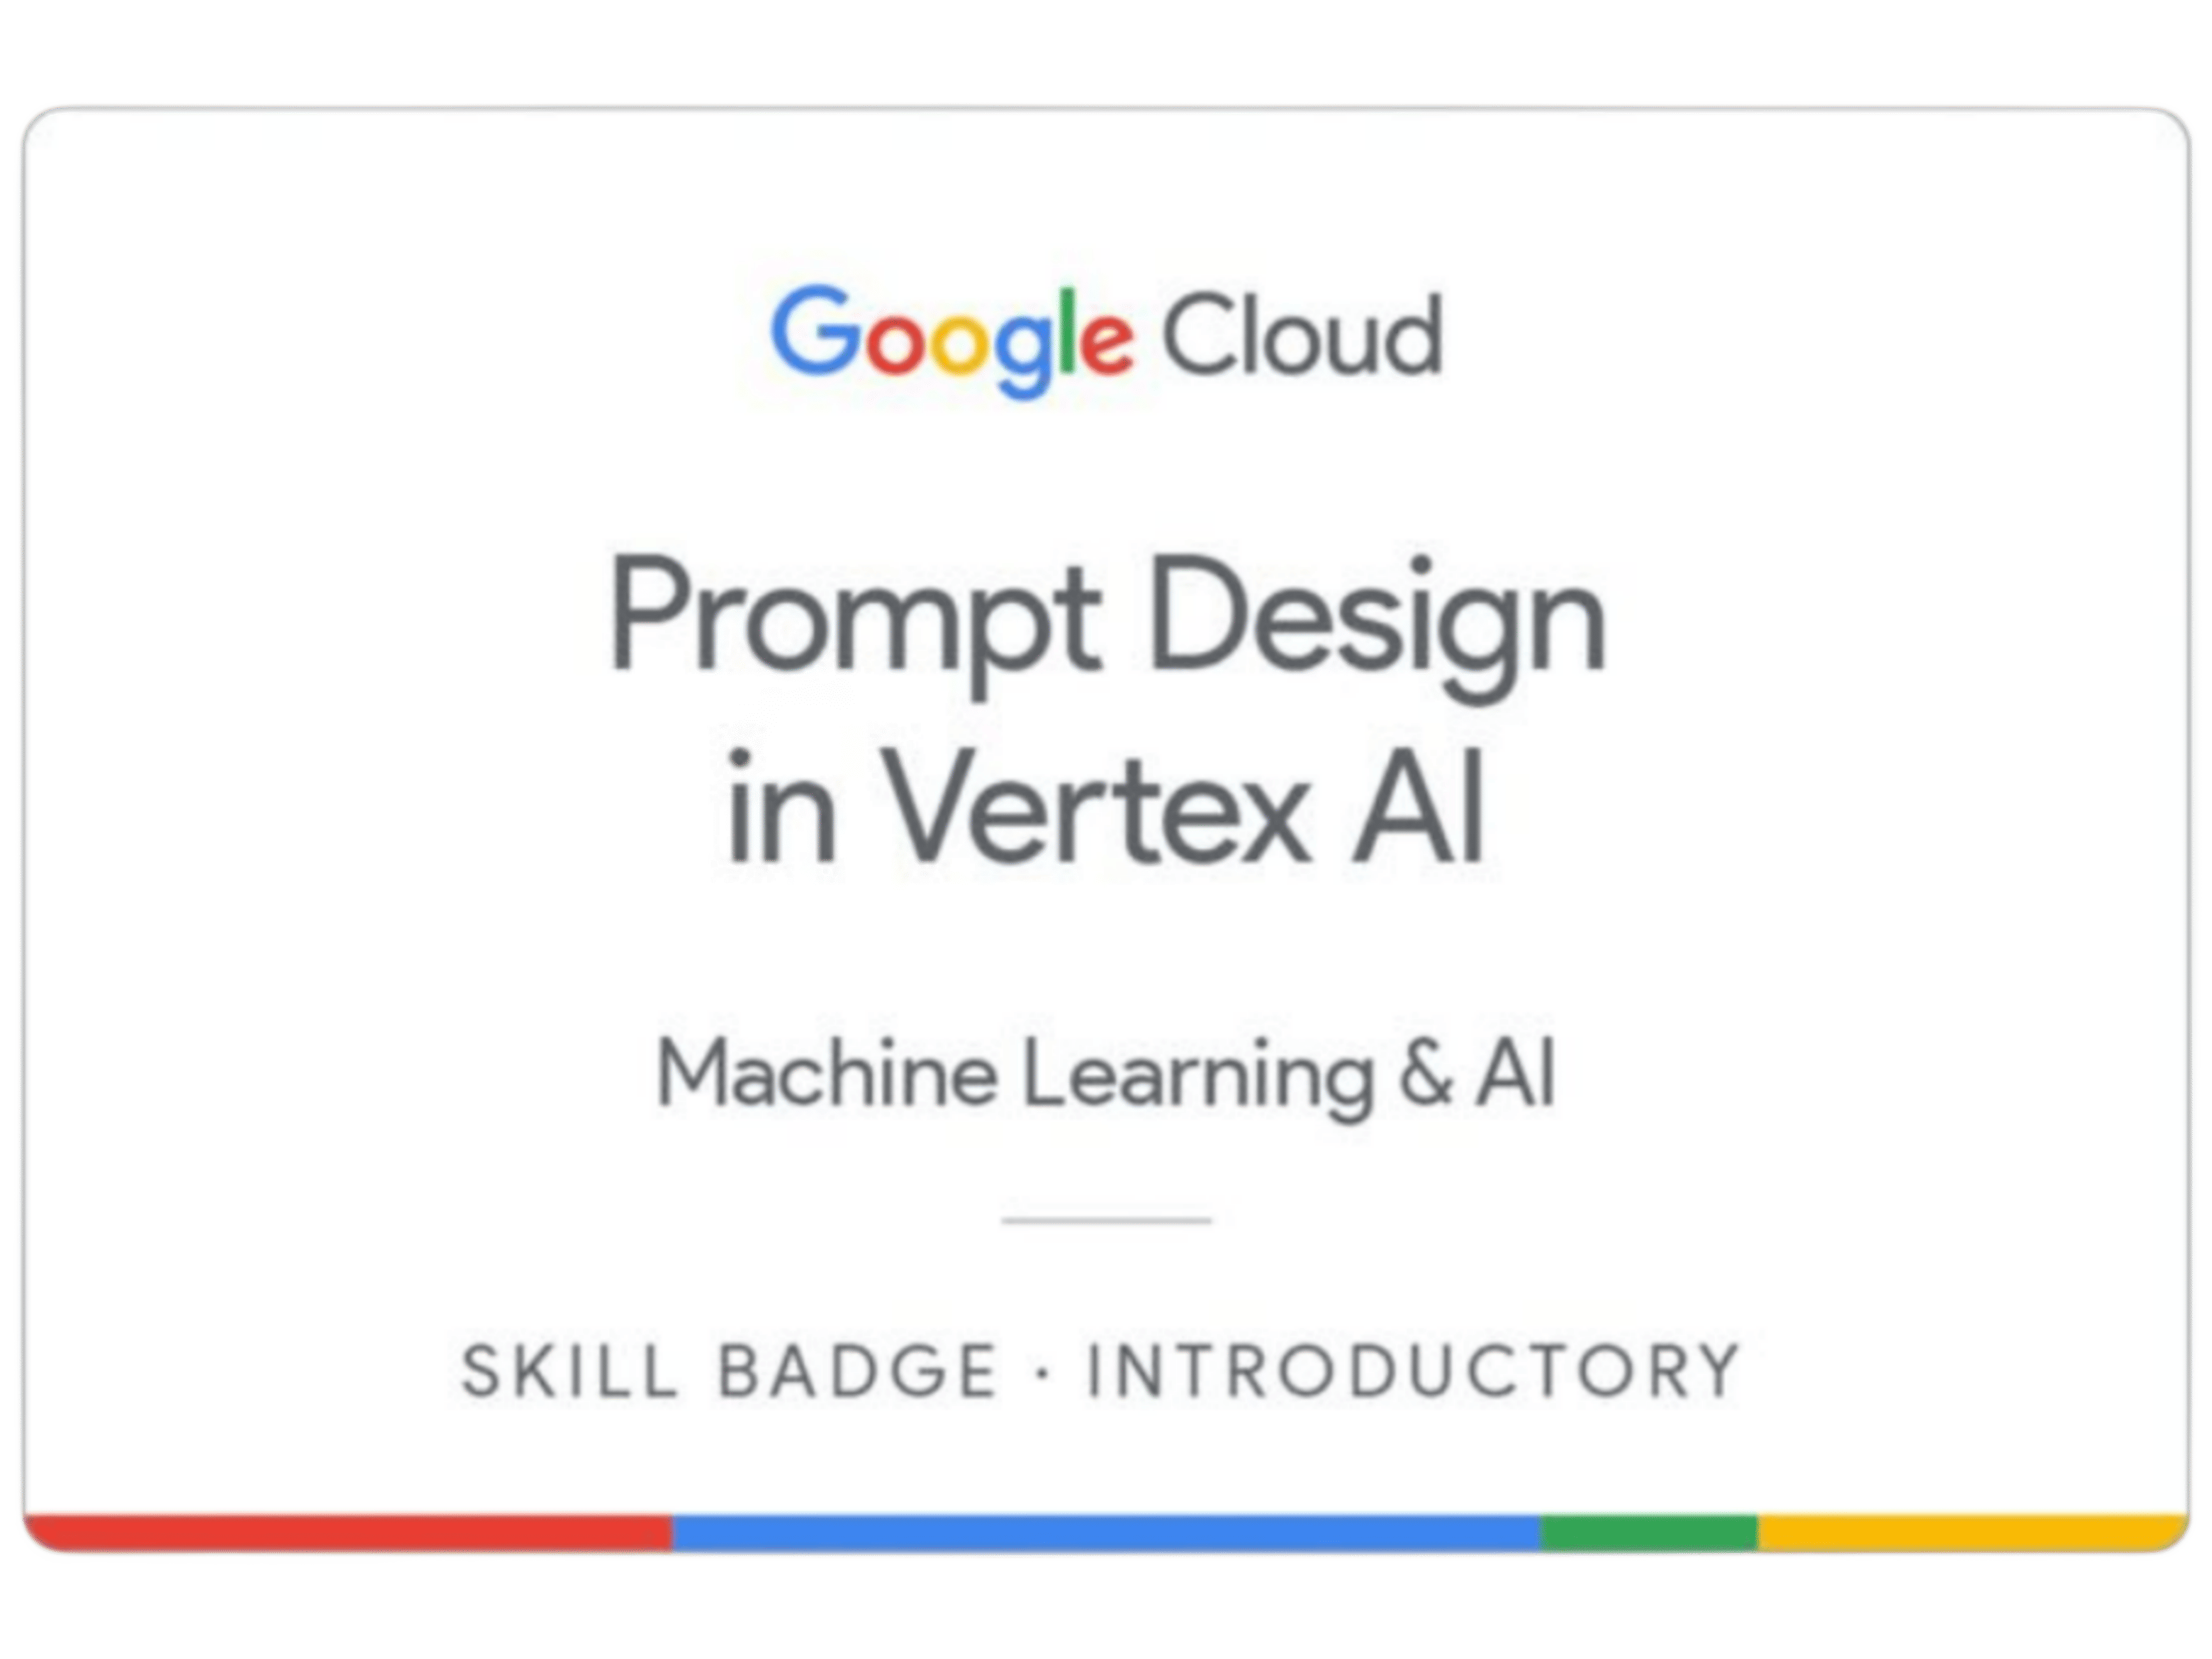 Google Cloud
Prompt Design
in Vertex AI
Machine Learning & AI
SKILL BADGE · INTRODUCTORY